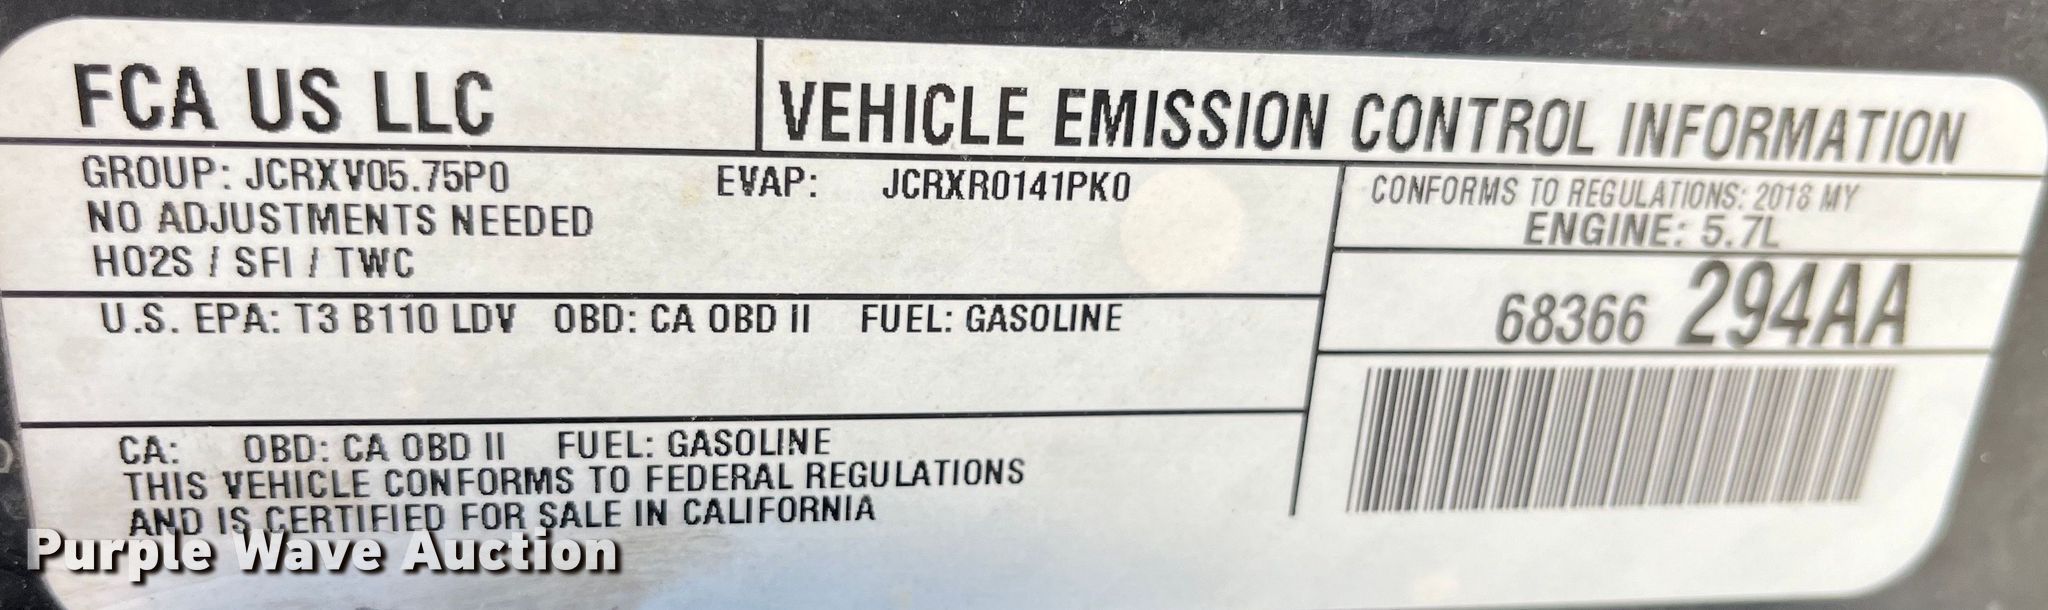 FCA US LLC
VEHICLE EMISSION CONTROL INFORMATION
GROUP: JCRXV05.75P0
EVAP: JCRXR0141PK0
NO ADJUSTMENTS NEEDED
HO2S / SFI / TWC
CONFORMS TO REGULATIONS: 2018 MY
ENGINE: 5.7L
68366 294AA
U.S. EPA: T3 B110 LDV OBD: CA OBD II FUEL: GASOLINE
CA: OBD: CA OBD II FUEL: GASOLINE
THIS VEHICLE CONFORMS TO FEDERAL REGULATIONS
AND IS CERTIFIED FOR SALE IN CALIFORNIA
Purple Wave Auction